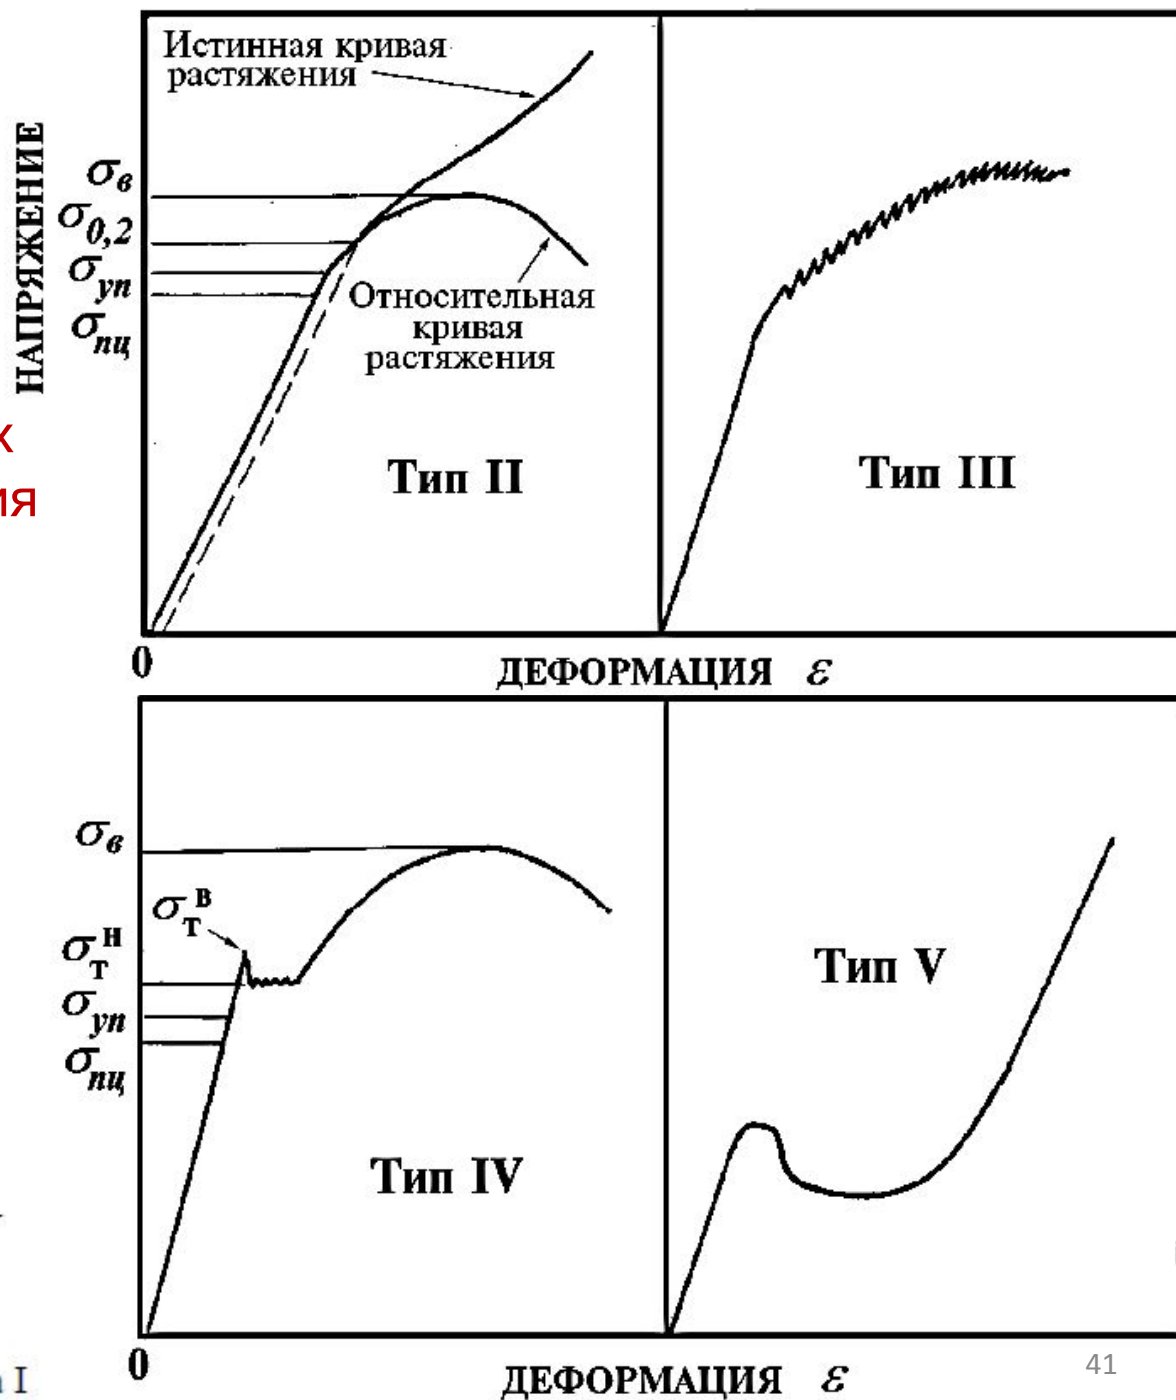 Истинная кривая
растяжения
НАПРЯЖЕНИЕ
σв
σ0,2
σуп
σпц
Относительная
кривая
растяжения
Тип II
Тип III
0
ДЕФОРМАЦИЯ ε
σв
σтВ
σтН
σуп
σпц
Тип IV
Тип V
0
ДЕФОРМАЦИЯ ε
41
I